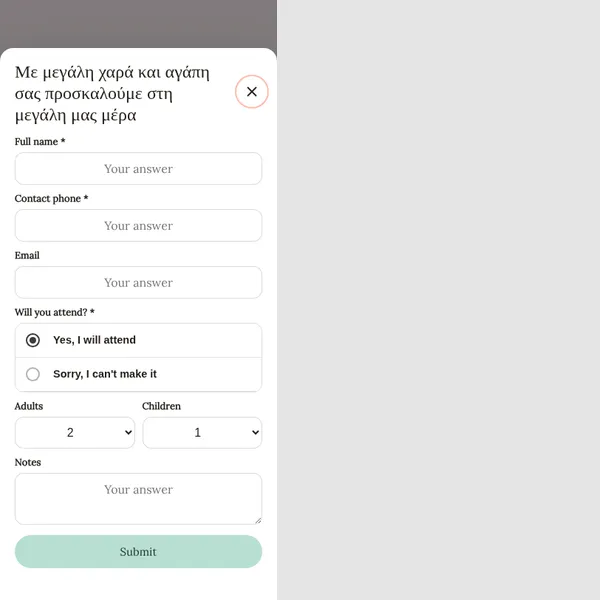 Με μεγάλη χαρά και αγάπη
σας προσκαλούμε στη
μεγάλη μας μέρα
Full name *
Your answer
Contact phone *
Your answer
Email
Your answer
Will you attend? *
Yes, I will attend
Sorry, I can't make it
Adults
Children
2
1
Notes
Your answer
Submit